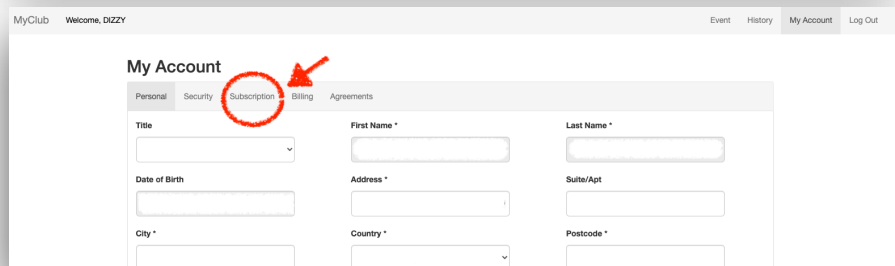 MyClub Welcome, DIZZY Event History My Account Log Out
My Account
Personal Security Subscription Billing Agreements
Title First Name * Last Name *
Date of Birth Address * Suite/Apt
City * Country * Postcode *